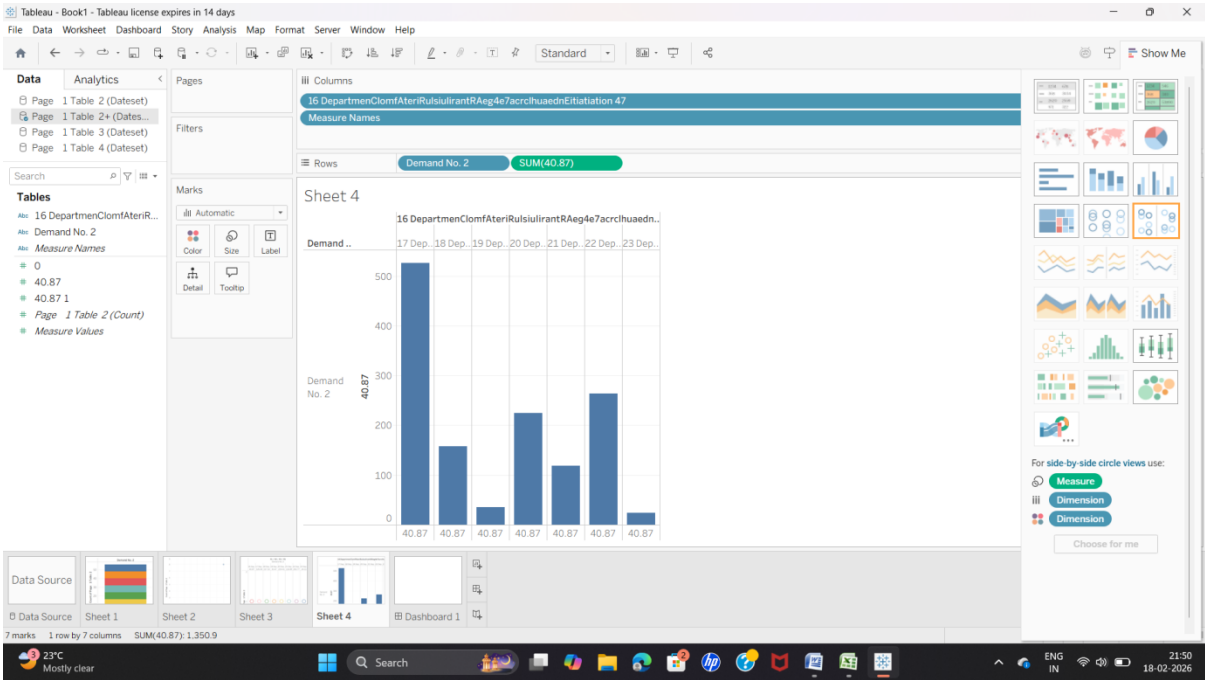 Tableau - Book1 - Tableau license expires in 14 days
File Data Worksheet Dashboard Story Analysis Map Format Server Window Help
Standard
Show Me
Data Analytics
Page 1 Table 2 (Dateset)
Page 1 Table 2+ (Dates...
Page 1 Table 3 (Dateset)
Page 1 Table 4 (Dateset)
Search
Tables
Abc 16 DepartmenClomfAteriR...
Abc Demand No. 2
Abc Measure Names
# 0
# 40.87
# 40.87 1
# Page 1 Table 2 (Count)
# Measure Values
Pages
Filters
Marks
Automatic
Color Size Label
Detail Tooltip
Columns
16 DepartmenClomfAteriRulsiulirantRAeg4e7acrclhuaednEitiatiation 47
Measure Names
Rows
Demand No. 2 SUM(40.87)
Sheet 4
16 DepartmenClomfAteriRulsiulirantRAeg4e7acrclhuaedn..
Demand .. 17 Dep.. 18 Dep.. 19 Dep.. 20 Dep.. 21 Dep.. 22 Dep.. 23 Dep..
500
400
300
200
100
0
Demand No. 2
40.87
40.87 40.87 40.87 40.87 40.87 40.87 40.87
For side-by-side circle views use:
Measure
Dimension
Dimension
Choose for me
Data Source
Data Source Sheet 1 Sheet 2 Sheet 3 Sheet 4 Dashboard 1
7 marks 1 row by 7 columns SUM(40.87): 1,350.9
3
23°C
Mostly clear
Search
2
ENG
IN
21:50
18-02-2026